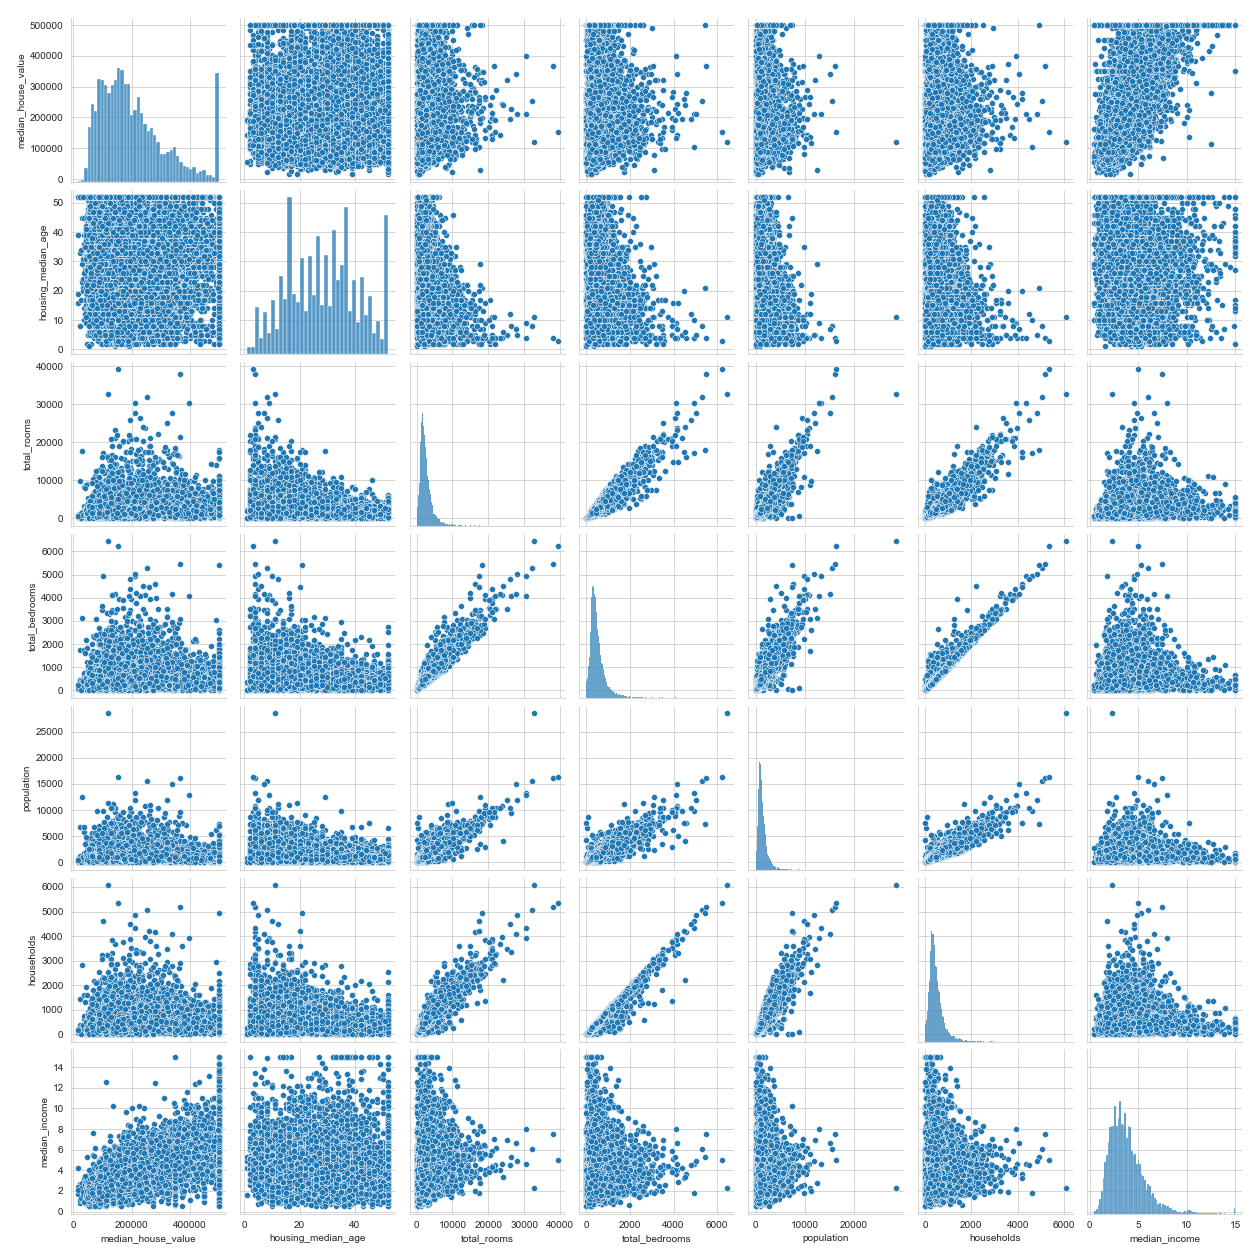 500000
400000
300000
200000
100000
0
median_house_value
50
40
30
20
10
0
housing_median_age
40000
30000
20000
10000
0
total_rooms
6000
5000
4000
3000
2000
1000
0
total_bedrooms
25000
20000
15000
10000
5000
0
population
6000
5000
4000
3000
2000
1000
0
households
14
12
10
8
6
4
2
0
median_income
0 200000 400000
median_house_value
0 20 40
housing_median_age
0 10000 20000 30000 40000
total_rooms
0 2000 4000 6000
total_bedrooms
0 10000 20000
population
0 2000 4000 6000
households
0 5 10 15
median_income